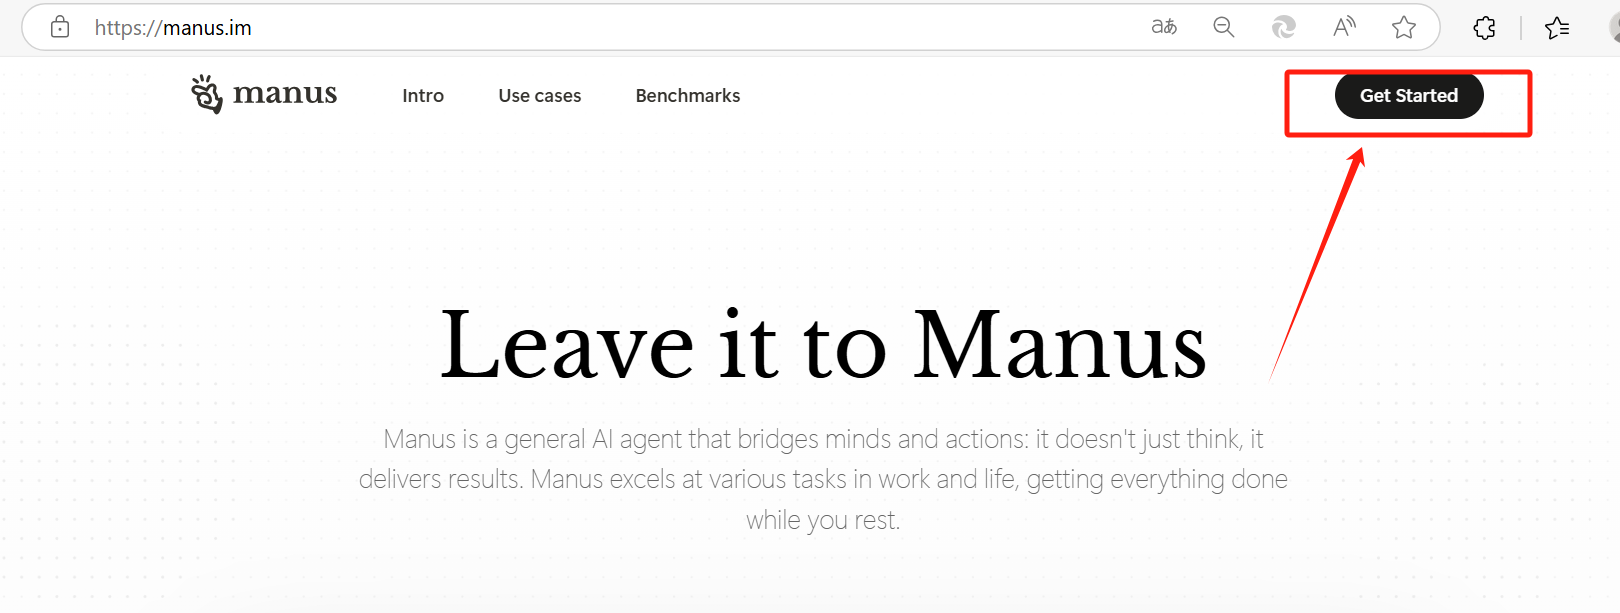 https://manus.im
aあ
A
manus
Intro
Use cases
Benchmarks
Get Started
Leave it to Manus
Manus is a general AI agent that bridges minds and actions: it doesn't just think, it
delivers results. Manus excels at various tasks in work and life, getting everything done
while you rest.